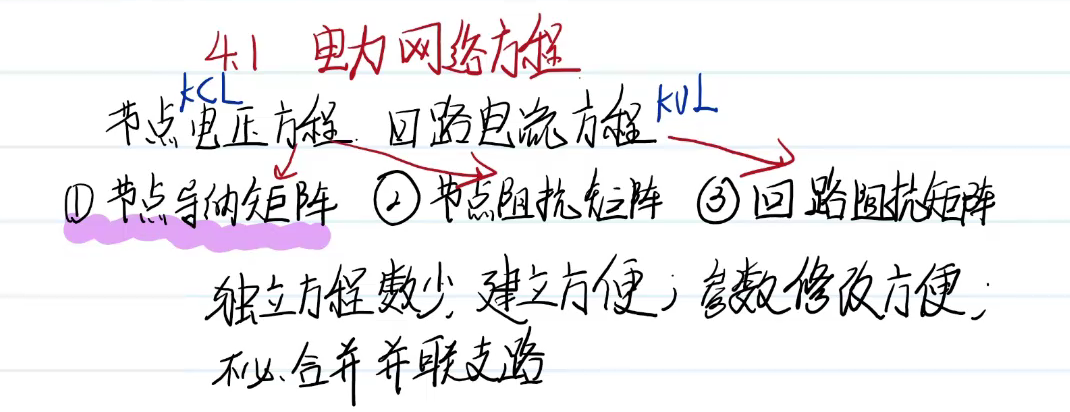 4.1 电力网络方程
KCL KVL
节点电压方程. 回路电流方程
① 节点导纳矩阵 ② 节点阻抗矩阵 ③ 回路阻抗矩阵
独立方程数少, 建立方便; 参数修改方便;
不必合并并联支路